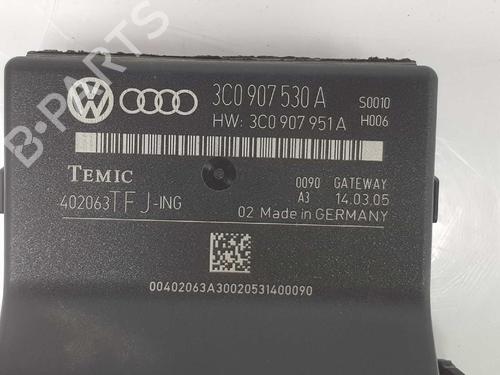 B-PARTS
3C0 907 530 A S0010
HW: 3C0 907 951 A H006
TEMIC
0090 GATEWAY
402063TFJ-ING A3 14.03.05
02 Made in GERMANY
00402063A30020531400090